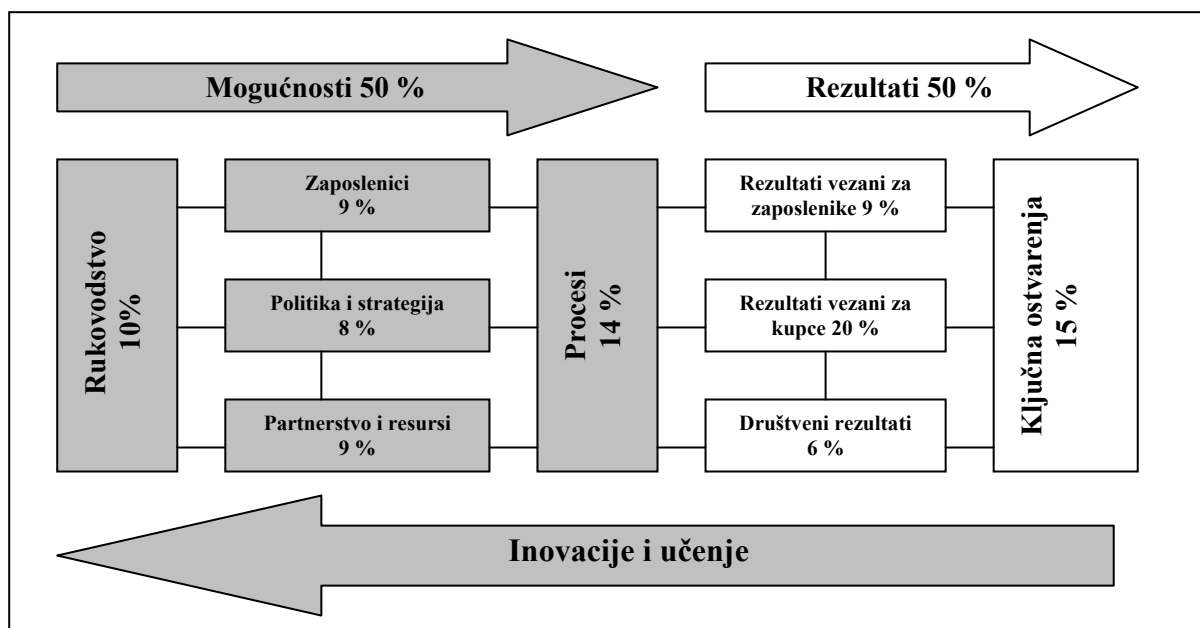 Mogućnosti 50 %
Rezultati 50 %
Rukovodstvo
10%
Zaposlenici
9 %
Politika i strategija
8 %
Partnerstvo i resursi
9 %
Procesi
14 %
Rezultati vezani za
zaposlenike 9 %
Rezultati vezani za
kupce 20 %
Društveni rezultati
6 %
Ključna ostvarenja
15 %
Inovacije i učenje